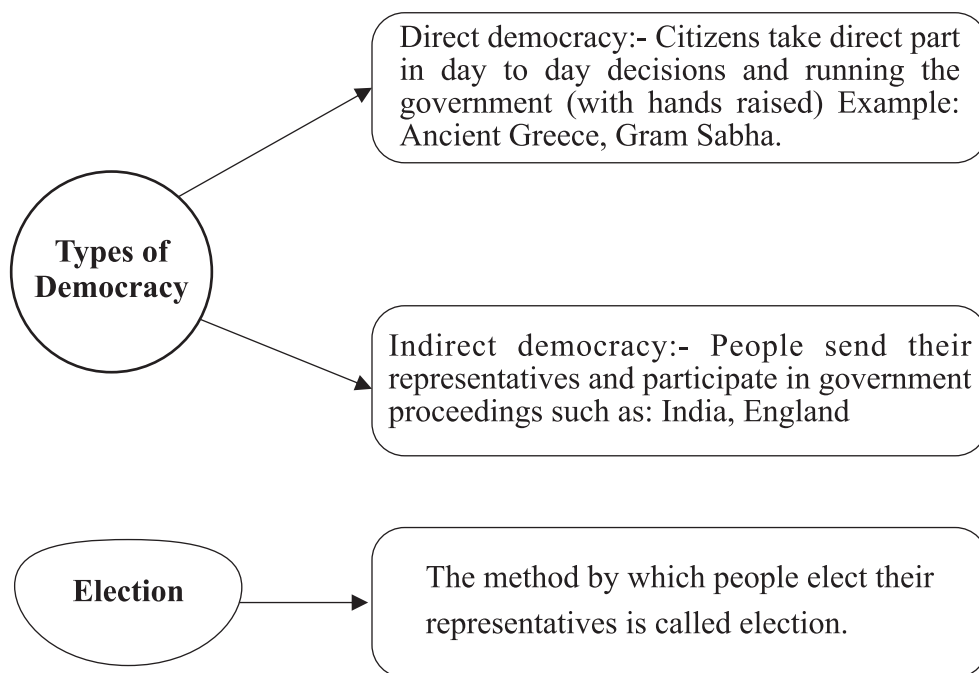 Direct democracy:- Citizens take direct part
in day to day decisions and running the
government (with hands raised) Example:
Ancient Greece, Gram Sabha.
Types of
Democracy
Indirect democracy:- People send their
representatives and participate in government
proceedings such as: India, England
Election
The method by which people elect their
representatives is called election.